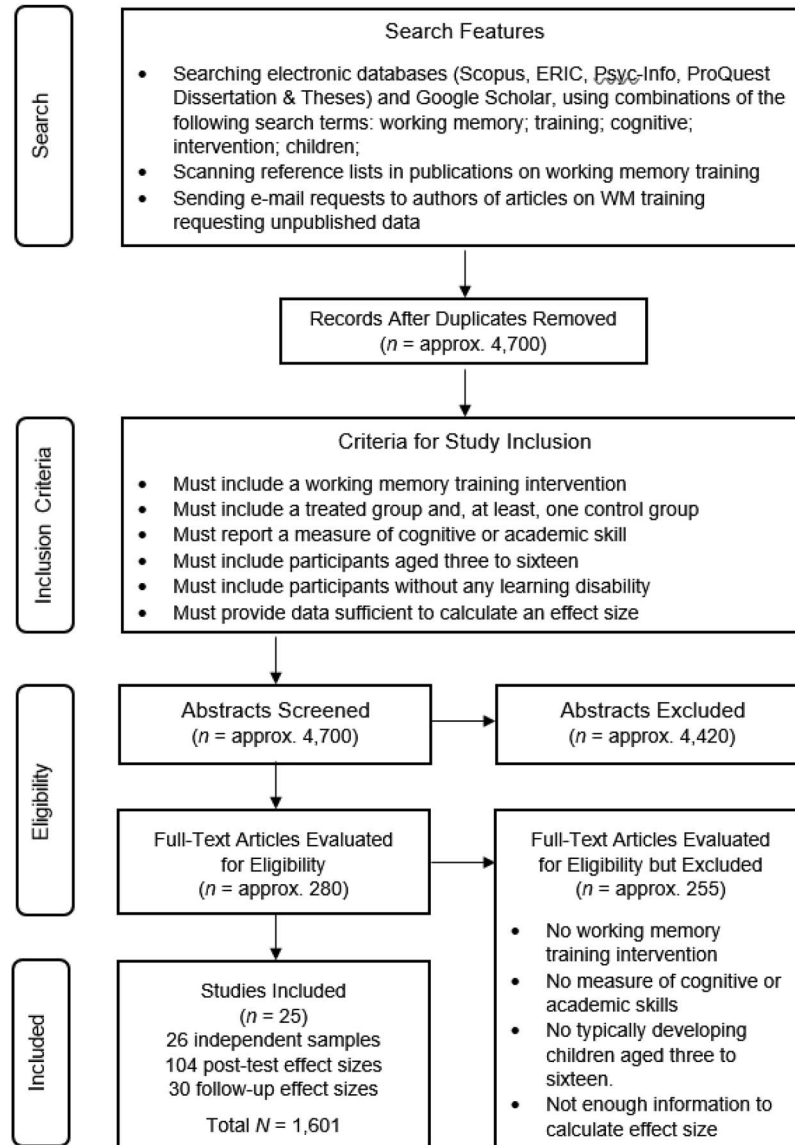 Search
Search Features
• Searching electronic databases (Scopus, ERIC, Psyc-Info, ProQuest
Dissertation & Theses) and Google Scholar, using combinations of the
following search terms: working memory; training; cognitive;
intervention; children;
• Scanning reference lists in publications on working memory training
• Sending e-mail requests to authors of articles on WM training
requesting unpublished data
Records After Duplicates Removed
(n = approx. 4,700)
Inclusion Criteria
Criteria for Study Inclusion
• Must include a working memory training intervention
• Must include a treated group and, at least, one control group
• Must report a measure of cognitive or academic skill
• Must include participants aged three to sixteen
• Must include participants without any learning disability
• Must provide data sufficient to calculate an effect size
Eligibility
Abstracts Screened
(n = approx. 4,700)
Abstracts Excluded
(n = approx. 4,420)
Full-Text Articles Evaluated
for Eligibility
(n = approx. 280)
Full-Text Articles Evaluated
for Eligibility but Excluded
(n = approx. 255)
• No working memory
training intervention
• No measure of cognitive or
academic skills
• No typically developing
children aged three to
sixteen.
• Not enough information to
calculate effect size
Included
Studies Included
(n = 25)
26 independent samples
104 post-test effect sizes
30 follow-up effect sizes
Total N = 1,601